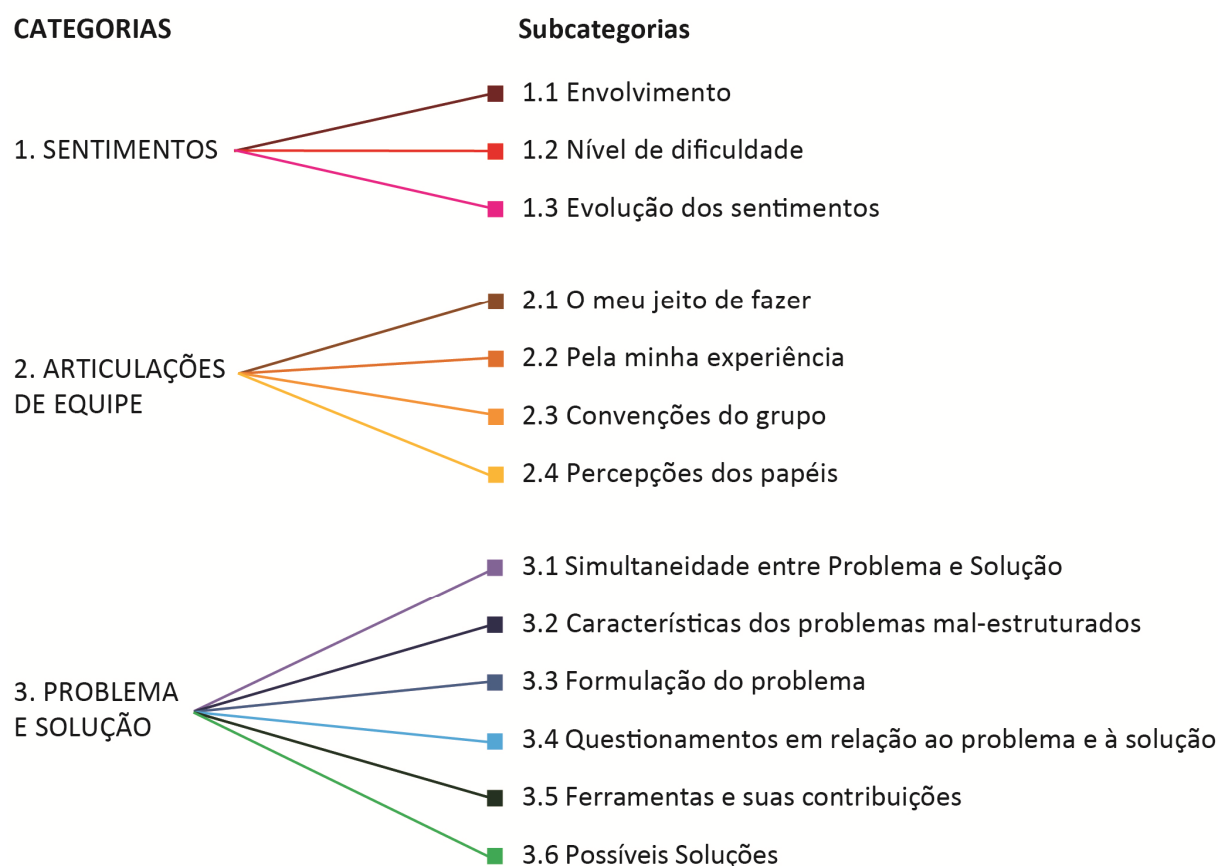 CATEGORIAS
Subcategorias
1. SENTIMENTOS
1.1 Envolvimento
1.2 Nível de dificuldade
1.3 Evolução dos sentimentos
2. ARTICULAÇÕES
DE EQUIPE
2.1 O meu jeito de fazer
2.2 Pela minha experiência
2.3 Convenções do grupo
2.4 Percepções dos papéis
3. PROBLEMA
E SOLUÇÃO
3.1 Simultaneidade entre Problema e Solução
3.2 Características dos problemas mal-estruturados
3.3 Formulação do problema
3.4 Questionamentos em relação ao problema e à solução
3.5 Ferramentas e suas contribuições
3.6 Possíveis Soluções